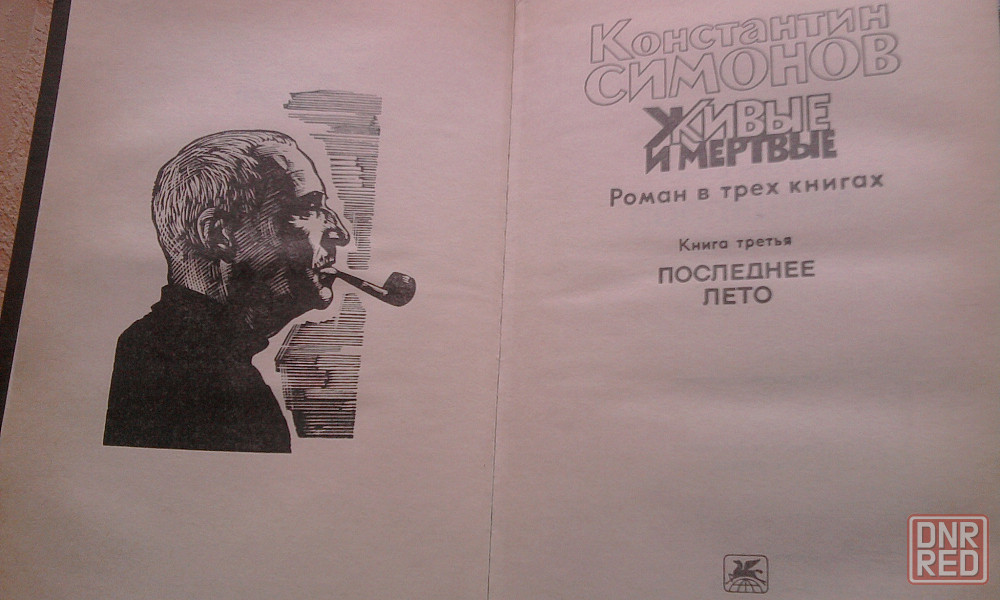 Константин
СИМОНОВ
ЖИВЫЕ
И МЕРТВЫЕ
Роман в трех книгах
Книга третья
ПОСЛЕДНЕЕ
ЛЕТО
DNR
RED